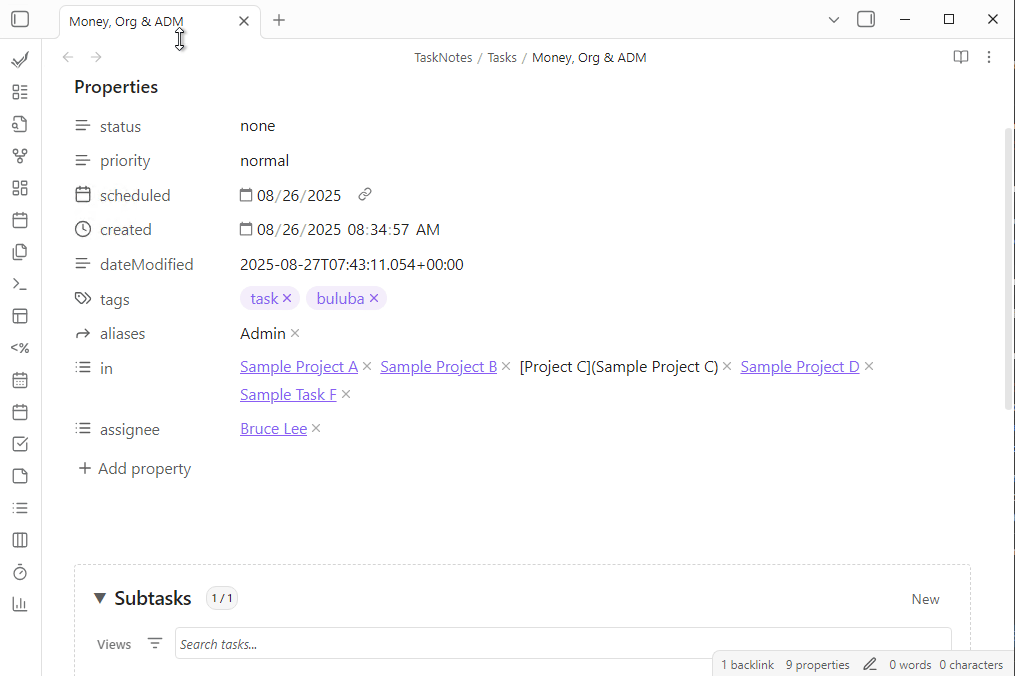 Money, Org & ADM
TaskNotes / Tasks / Money, Org & ADM
Properties
status none
priority normal
scheduled 08/26/2025
created 08/26/2025 08:34:57 AM
dateModified 2025-08-27T07:43:11.054+00:00
tags task × buluba ×
aliases Admin ×
in Sample Project A × Sample Project B × [Project C](Sample Project C) × Sample Project D ×
Sample Task F ×
assignee Bruce Lee ×
+ Add property
Subtasks 1 / 1 New
Views Search tasks...
1 backlink 9 properties 0 words 0 characters